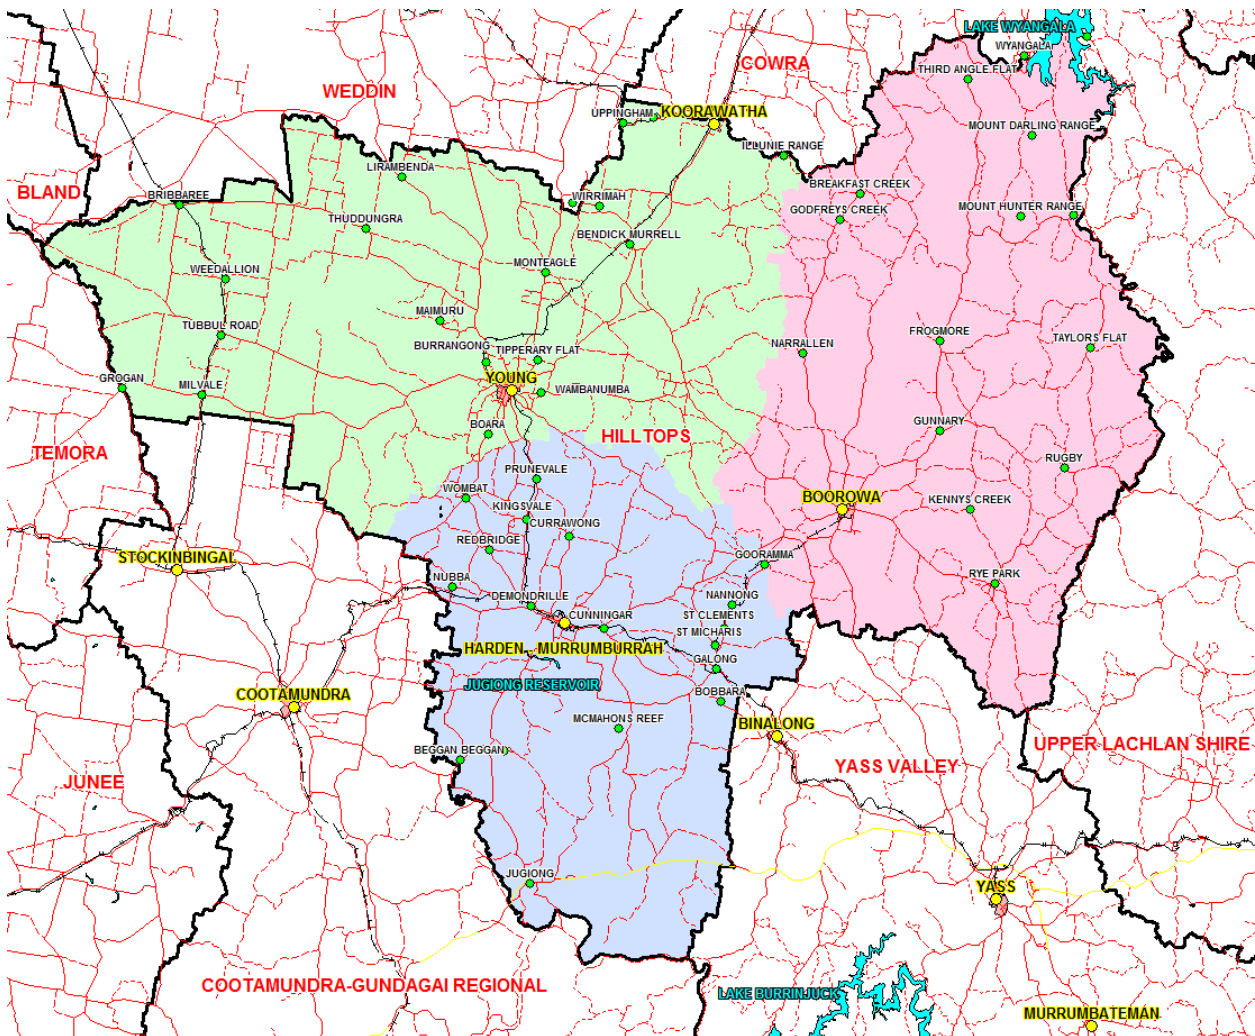 LAKE WYANGALA
WYANGALA
COWRA
THIRD ANGLE FLAT
WEDDIN
KOORAWATHA
UPPINGHAM
MOUNT DARLING RANGE
ILLUNIE RANGE
LIRAMBENDA
BLAND
BRIBBAREE
WIRRIMAH
BREAKFAST CREEK
GODFREYS CREEK
MOUNT HUNTER RANGE
THUDDUNGRA
BENDICK MURRELL
MONTEAGLE
WEEDALLION
MAIMURU
TUBBUL ROAD
FROGMORE
TAYLORS FLAT
BURRANGONG
TIPPERARY FLAT
NARRALLEN
YOUNG
GROGAN
MILVALE
WAMBANUMBA
BOARA
HILLTOPS
GUNNARY
TEMORA
RUGBY
PRUNEVALE
WOMBAT
BOOROWA
KENNYS CREEK
KINGSVALE
CURRAWONG
REDBRIDGE
STOCKINBINGAL
GOORAMMA
NUBBA
RYE PARK
DEMONDRILLE
NANNONG
CUNNINGAR
ST CLEMENTS
ST MICHARIS
HARDEN - MURRUMBURRAH
GALONG
JUGIONG RESERVOIR
COOTAMUNDRA
BOBBARA
MCMAHONS REEF
BINALONG
BEGGAN BEGGAN
UPPER LACHLAN SHIRE
YASS VALLEY
JUNEE
JUGIONG
YASS
COOTAMUNDRA-GUNDAGAI REGIONAL
LAKE BURRINJUCK
MURRUMBATEMAN